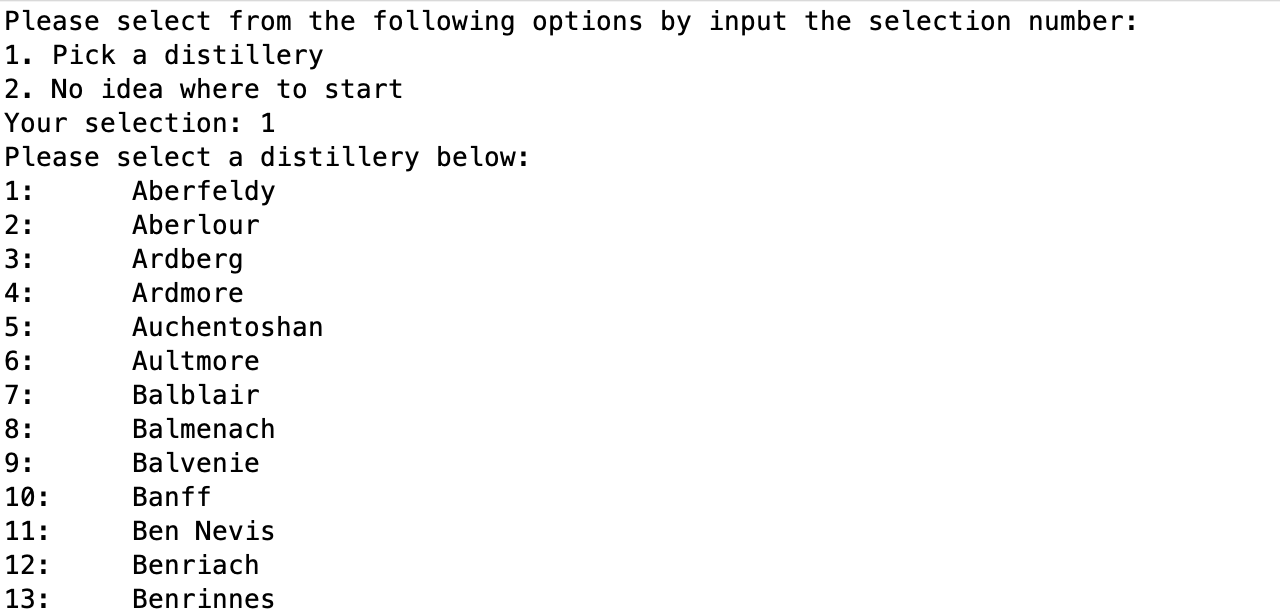 Please select from the following options by input the selection number:
1. Pick a distillery
2. No idea where to start
Your selection: 1
Please select a distillery below:
1: Aberfeldy
2: Aberlour
3: Ardberg
4: Ardmore
5: Auchentoshan
6: Aultmore
7: Balblair
8: Balmenach
9: Balvenie
10: Banff
11: Ben Nevis
12: Benriach
13: Benrinnes